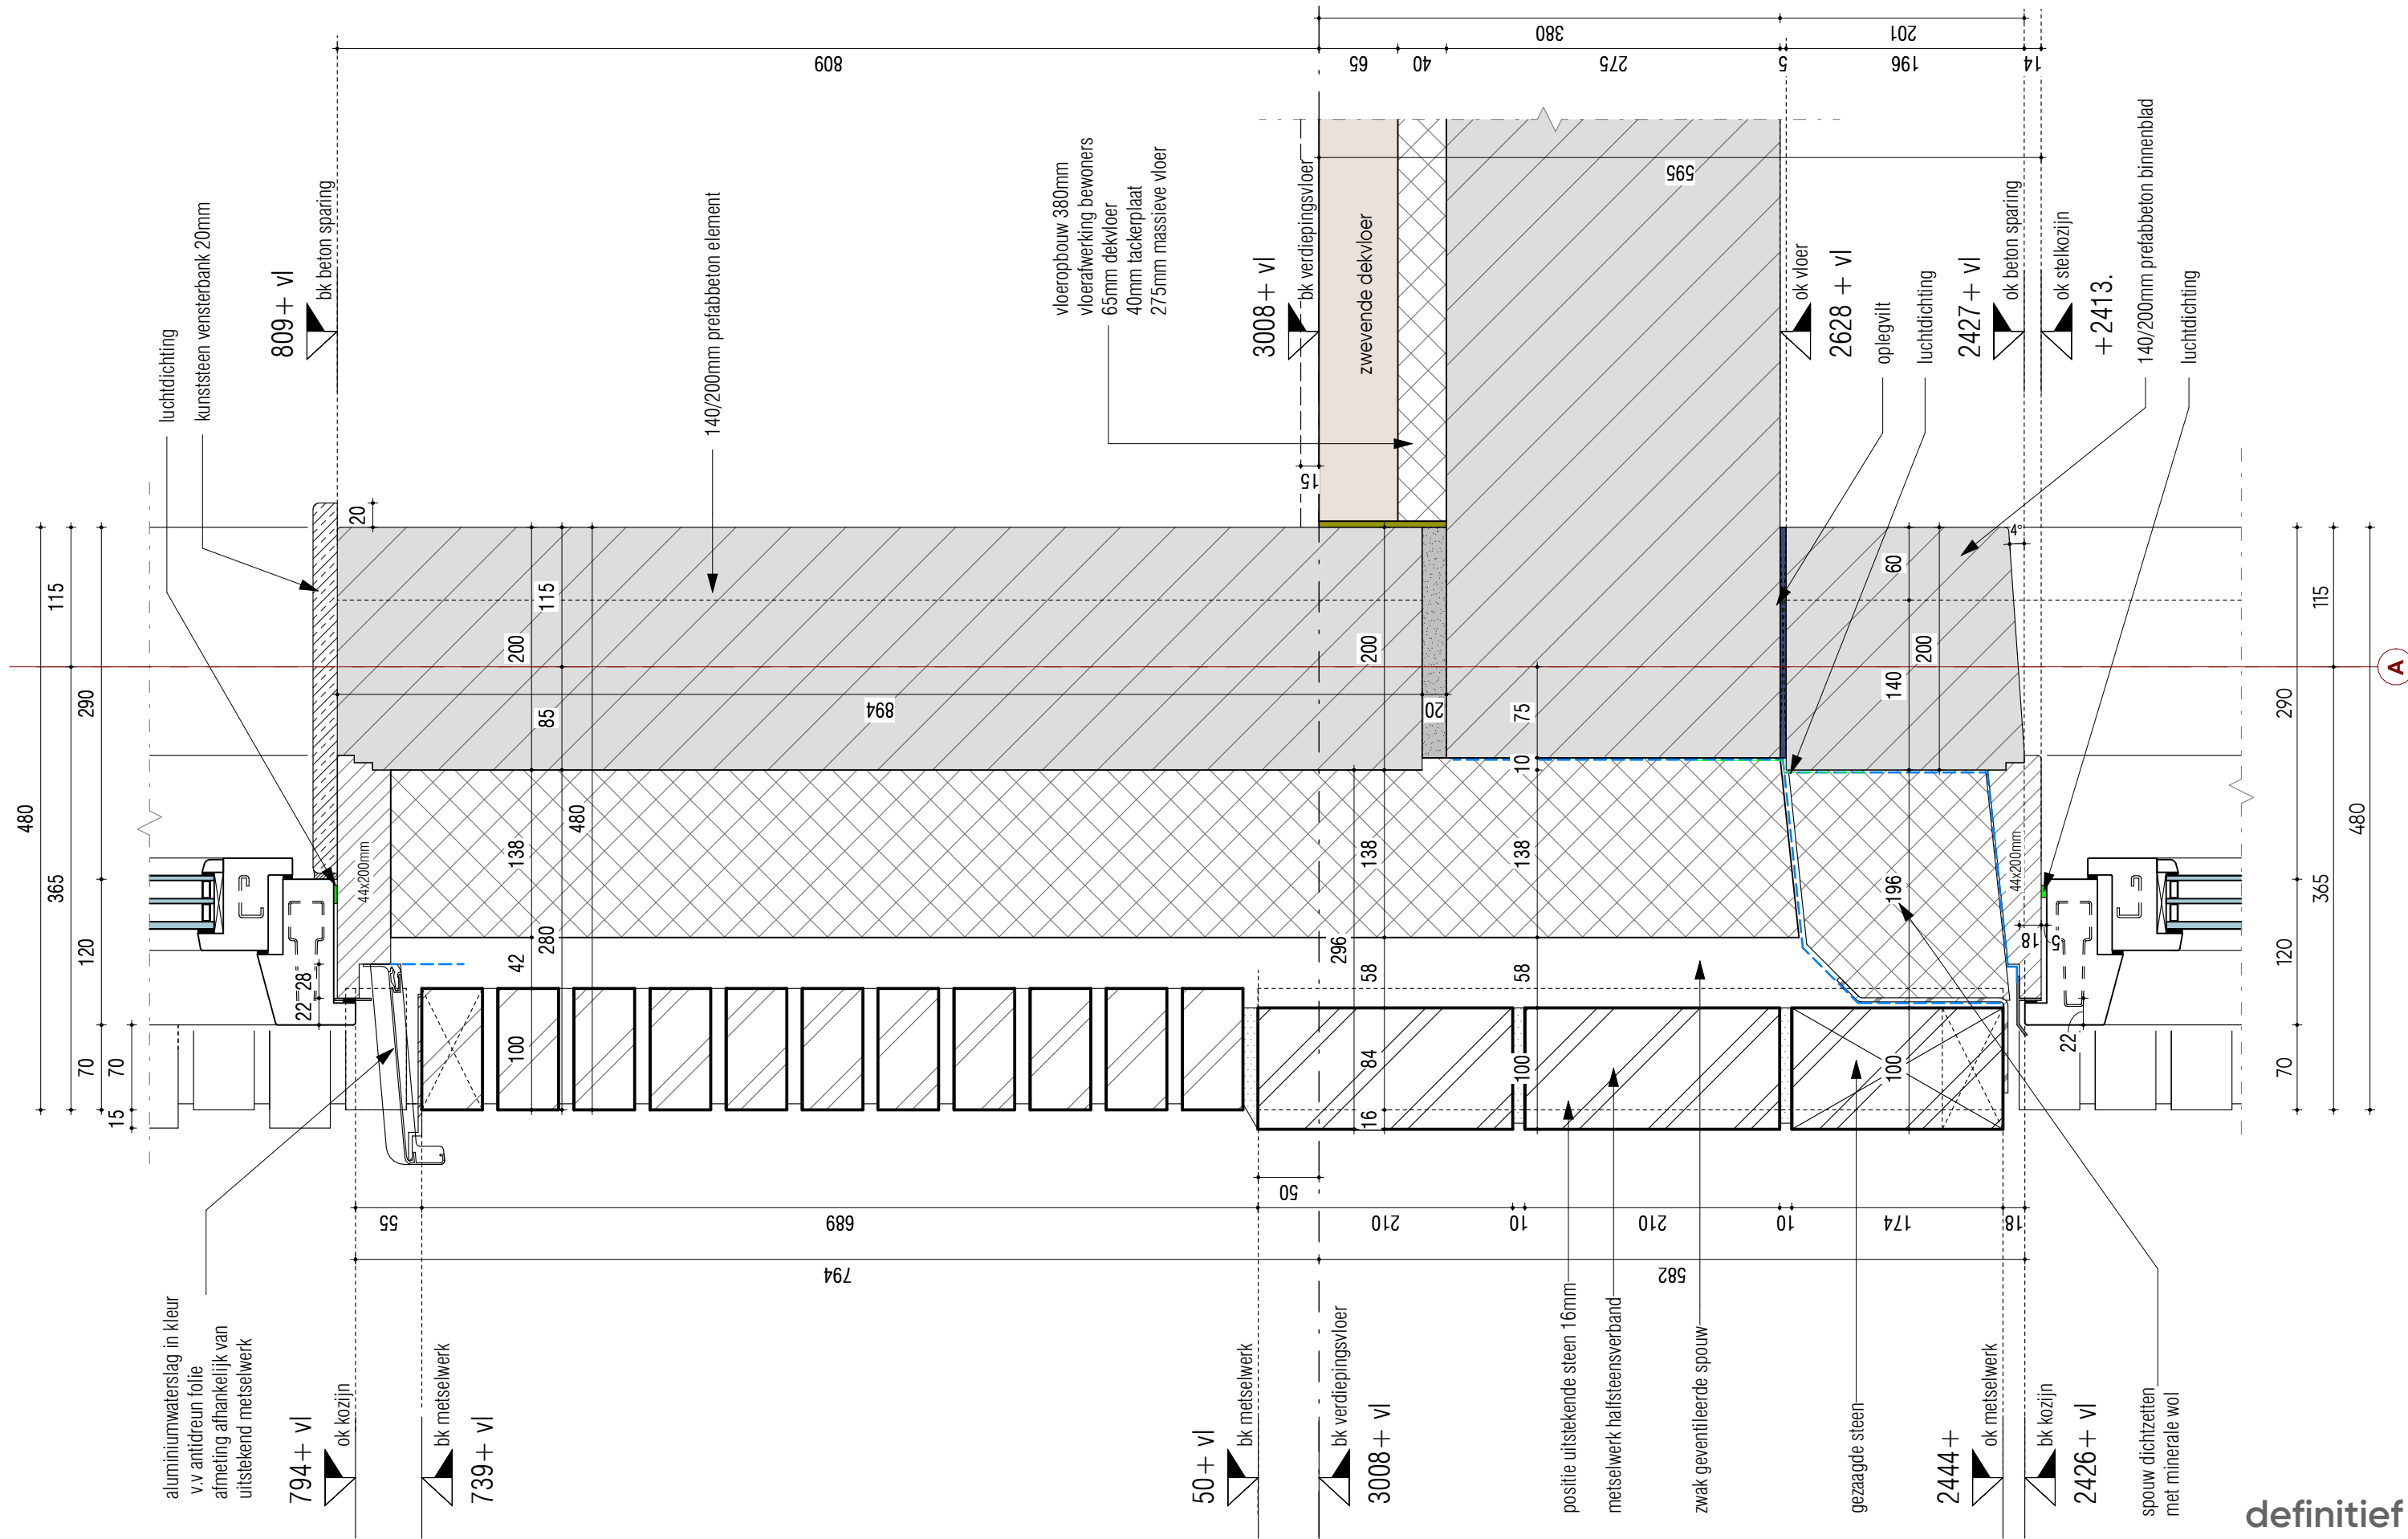 luchtdichting
kunststeen vensterbank 20mm
809+ vl
bk beton sparing
140/200mm prefabbeton element
vloeropbouw 380mm
vloerafwerking bewoners
65mm dekvloer
40mm tackerplaat
275mm massieve vloer
3008+ vl
bk verdiepingsvloer
zwevende dekvloer
ok vloer
2628 + vl
oplegvilt
luchtdichting
2427+ vl
ok beton sparing
ok stelkozijn
+2413.
140/200mm prefabbeton binnenblad
luchtdichting
809
65
40
275
5
196
14
380
201
595
15
480
115
365
290
120
70
70
15
22
28
20
44x200mm
200
115
85
138
480
42
280
100
894
20
200
138
296
58
84
16
75
10
138
58
100
60
200
140
4°
196
100
44x200mm
18
5
22
115
290
480
365
120
70
A
55
689
50
210
10
210
10
174
18
794
582
aluminiumwaterslag in kleur
v.v antidreun folie
afmeting afhankelijk van
uitstekend metselwerk
794+ vl
ok kozijn
bk metselwerk
739+ vl
50+ vl
bk metselwerk
bk verdiepingsvloer
3008+ vl
positie uitstekende steen 16mm
metselwerk halfsteensverband
zwak geventileerde spouw
gezaagde steen
2444+
ok metselwerk
bk kozijn
2426+ vl
spouw dichtzetten
met minerale wol
definitief